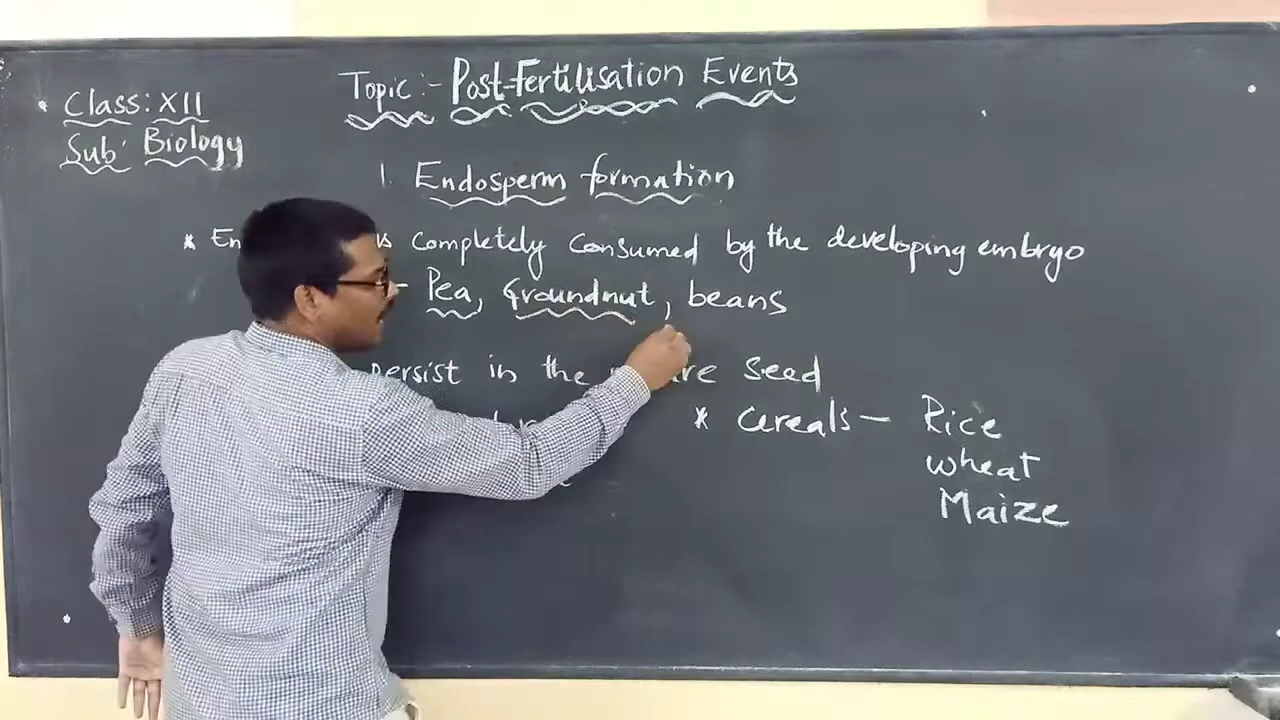 Class: XII
Sub: Biology
Topic:- Post-Fertilisation Events
1. Endosperm formation
* En s completely consumed by the developing embryo
- Pea, Groundnut, beans
persist in the re seed
* Cereals - Rice
wheat
Maize